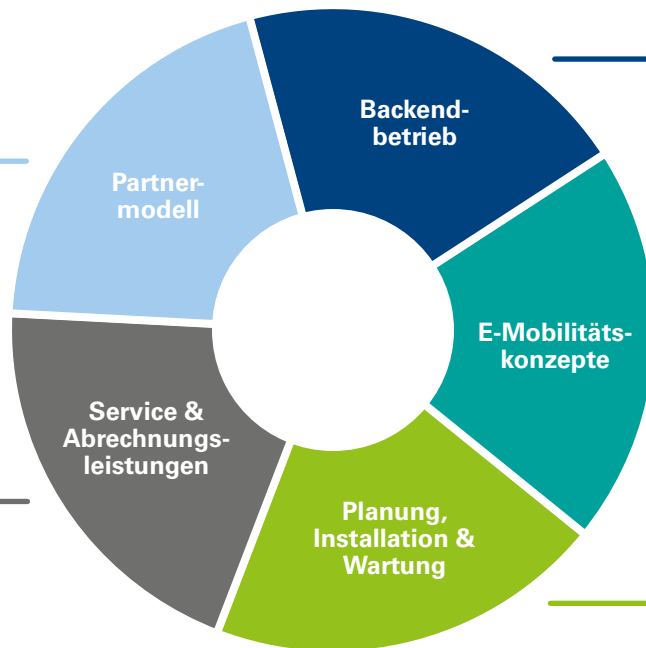 Backend-
betrieb
Partner-
modell
E-Mobilitäts-
konzepte
Service &
Abrechnungs-
leistungen
Planung,
Installation &
Wartung